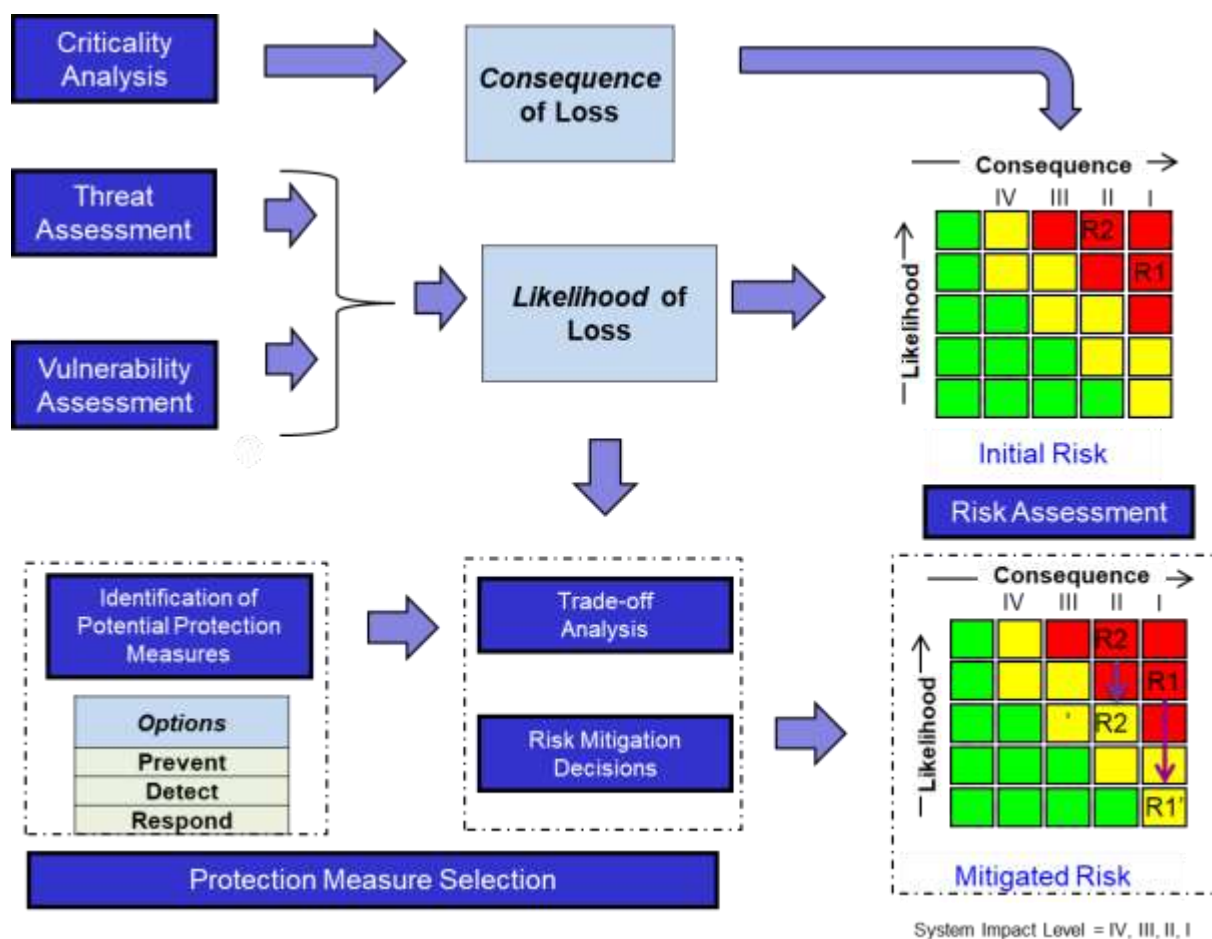 Criticality
Analysis
Consequence
of Loss
Threat
Assessment
Vulnerability
Assessment
Likelihood of
Loss
Consequence
IV III II I
Likelihood
R2
R1
Initial Risk
Risk Assessment
Identification of
Potential Protection
Measures
Options
Prevent
Detect
Respond
Trade-off
Analysis
Risk Mitigation
Decisions
Protection Measure Selection
Consequence
IV III II I
Likelihood
R2
R1
' R2
R1'
Mitigated Risk
System Impact Level = IV, III, II, I